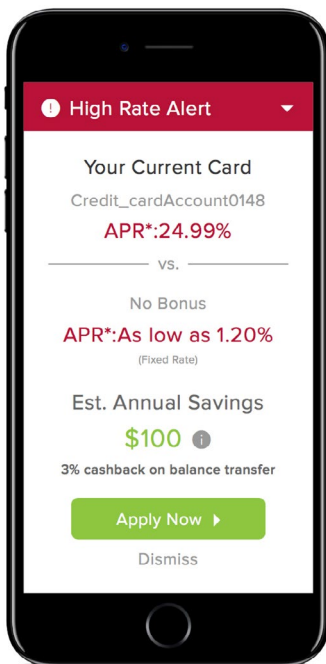 High Rate Alert
Your Current Card
Credit_cardAccount0148
APR*:24.99%
vs.
No Bonus
APR*:As low as 1.20%
(Fixed Rate)
Est. Annual Savings
$100
3% cashback on balance transfer
Apply Now
Dismiss